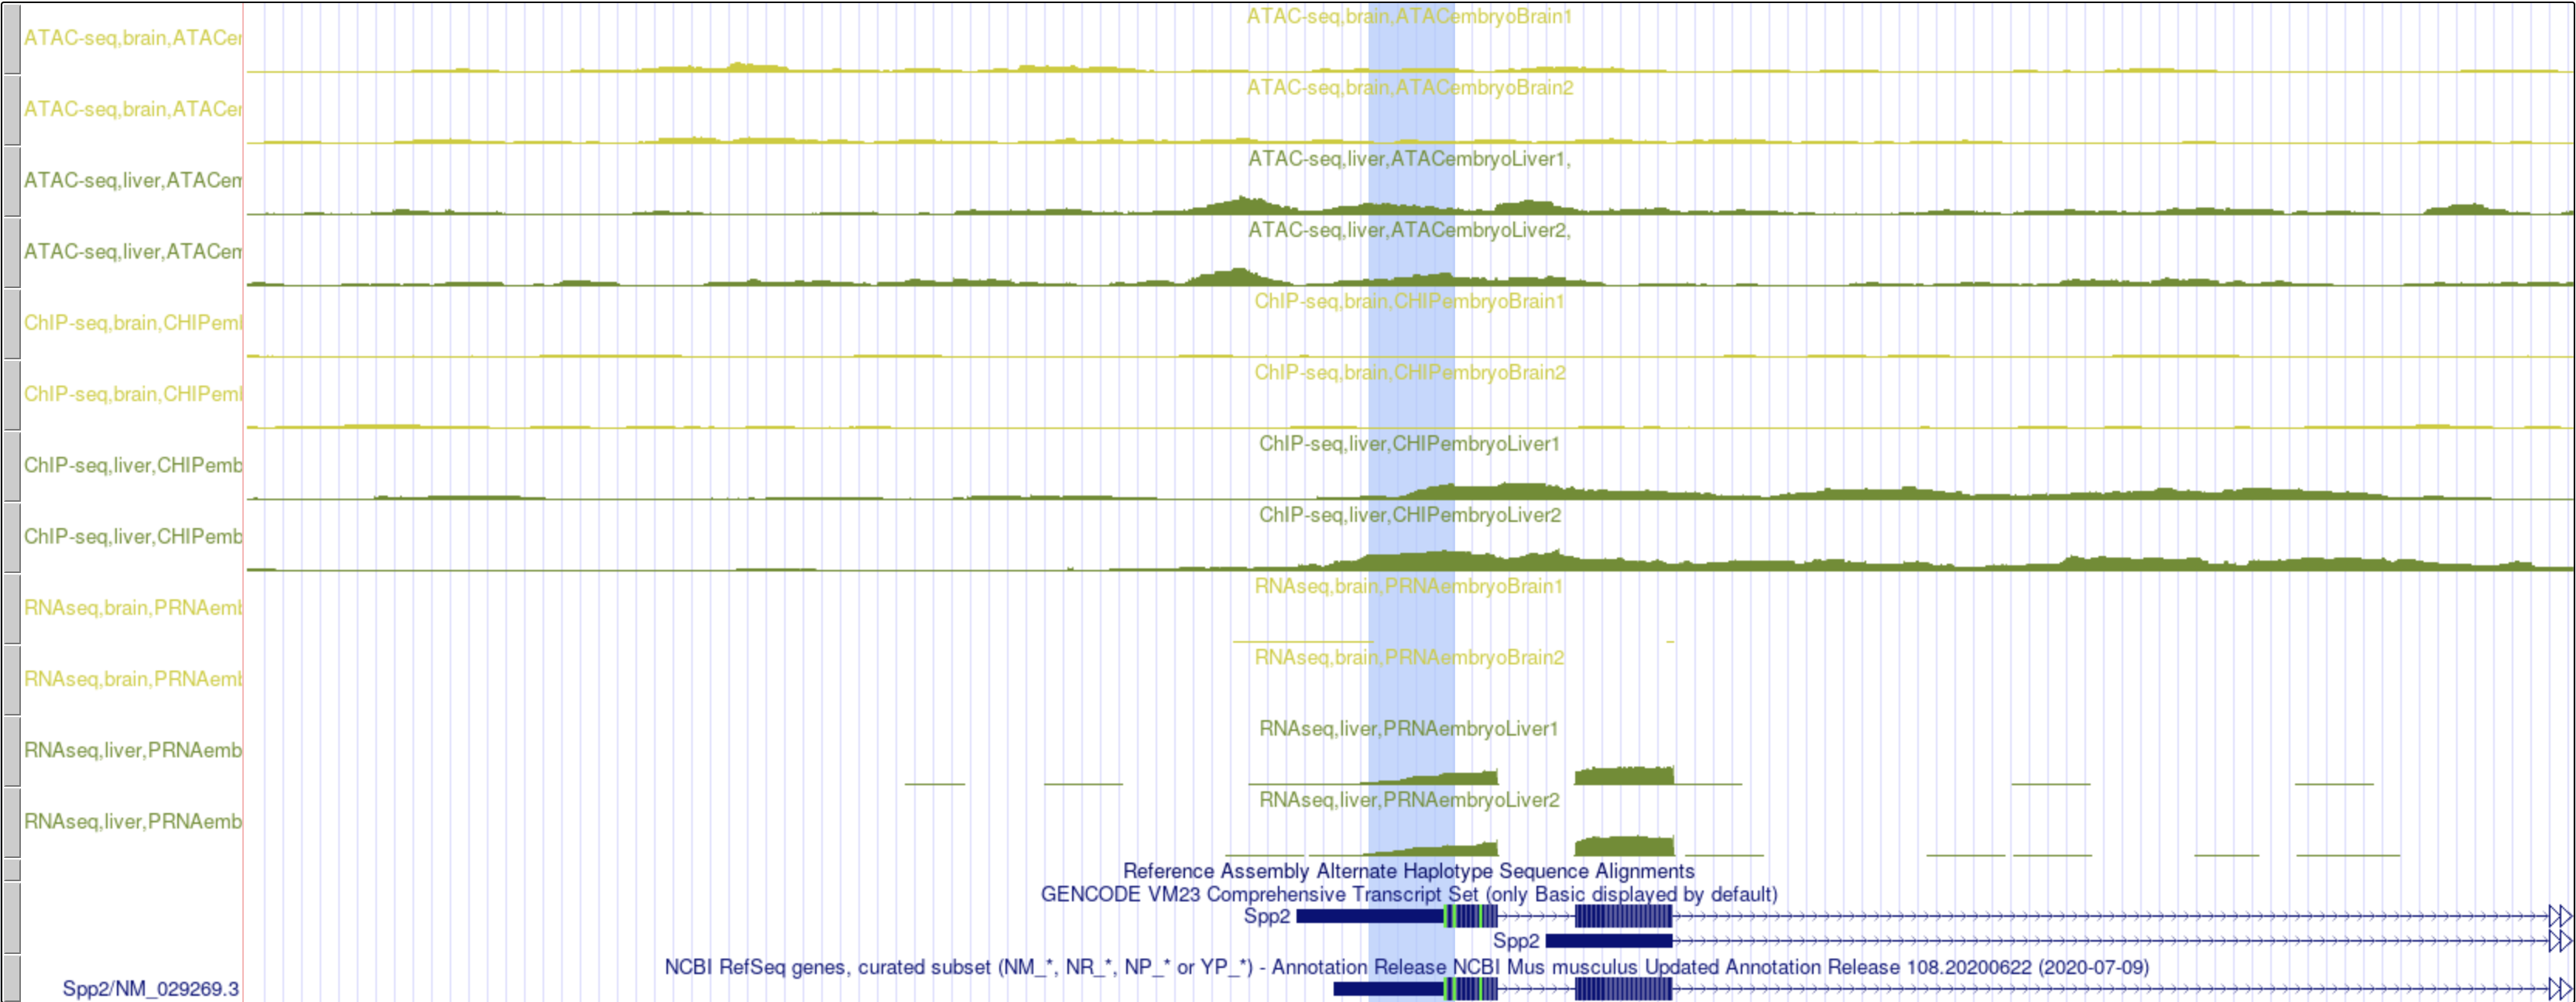 ATAC-seq,brain,ATACembryoBrain1
ATAC-seq,brain,ATACer
ATAC-seq,brain,ATACembryoBrain2
ATAC-seq,brain,ATACer
ATAC-seq,liver,ATACembryoLiver1,
ATAC-seq,liver,ATACem
ATAC-seq,liver,ATACembryoLiver2,
ATAC-seq,liver,ATACem
ChIP-seq,brain,CHIPembryoBrain1
ChIP-seq,brain,CHIPeml
ChIP-seq,brain,CHIPembryoBrain2
ChIP-seq,brain,CHIPeml
ChIP-seq,liver,CHIPembryoLiver1
ChIP-seq,liver,CHIPemb
ChIP-seq,liver,CHIPembryoLiver2
ChIP-seq,liver,CHIPemb
RNAseq,brain,PRNAembryoBrain1
RNAseq,brain,PRNAemb
RNAseq,brain,PRNAembryoBrain2
RNAseq,brain,PRNAemb
RNAseq,liver,PRNAembryoLiver1
RNAseq,liver,PRNAemb
RNAseq,liver,PRNAembryoLiver2
RNAseq,liver,PRNAemb
Reference Assembly Alternate Haplotype Sequence Alignments
GENCODE VM23 Comprehensive Transcript Set (only Basic displayed by default)
Spp2
Spp2
NCBI RefSeq genes, curated subset (NM_*, NR_*, NP_* or YP_*) - Annotation Release NCBI Mus musculus Updated Annotation Release 108.20200622 (2020-07-09)
Spp2/NM_029269.3